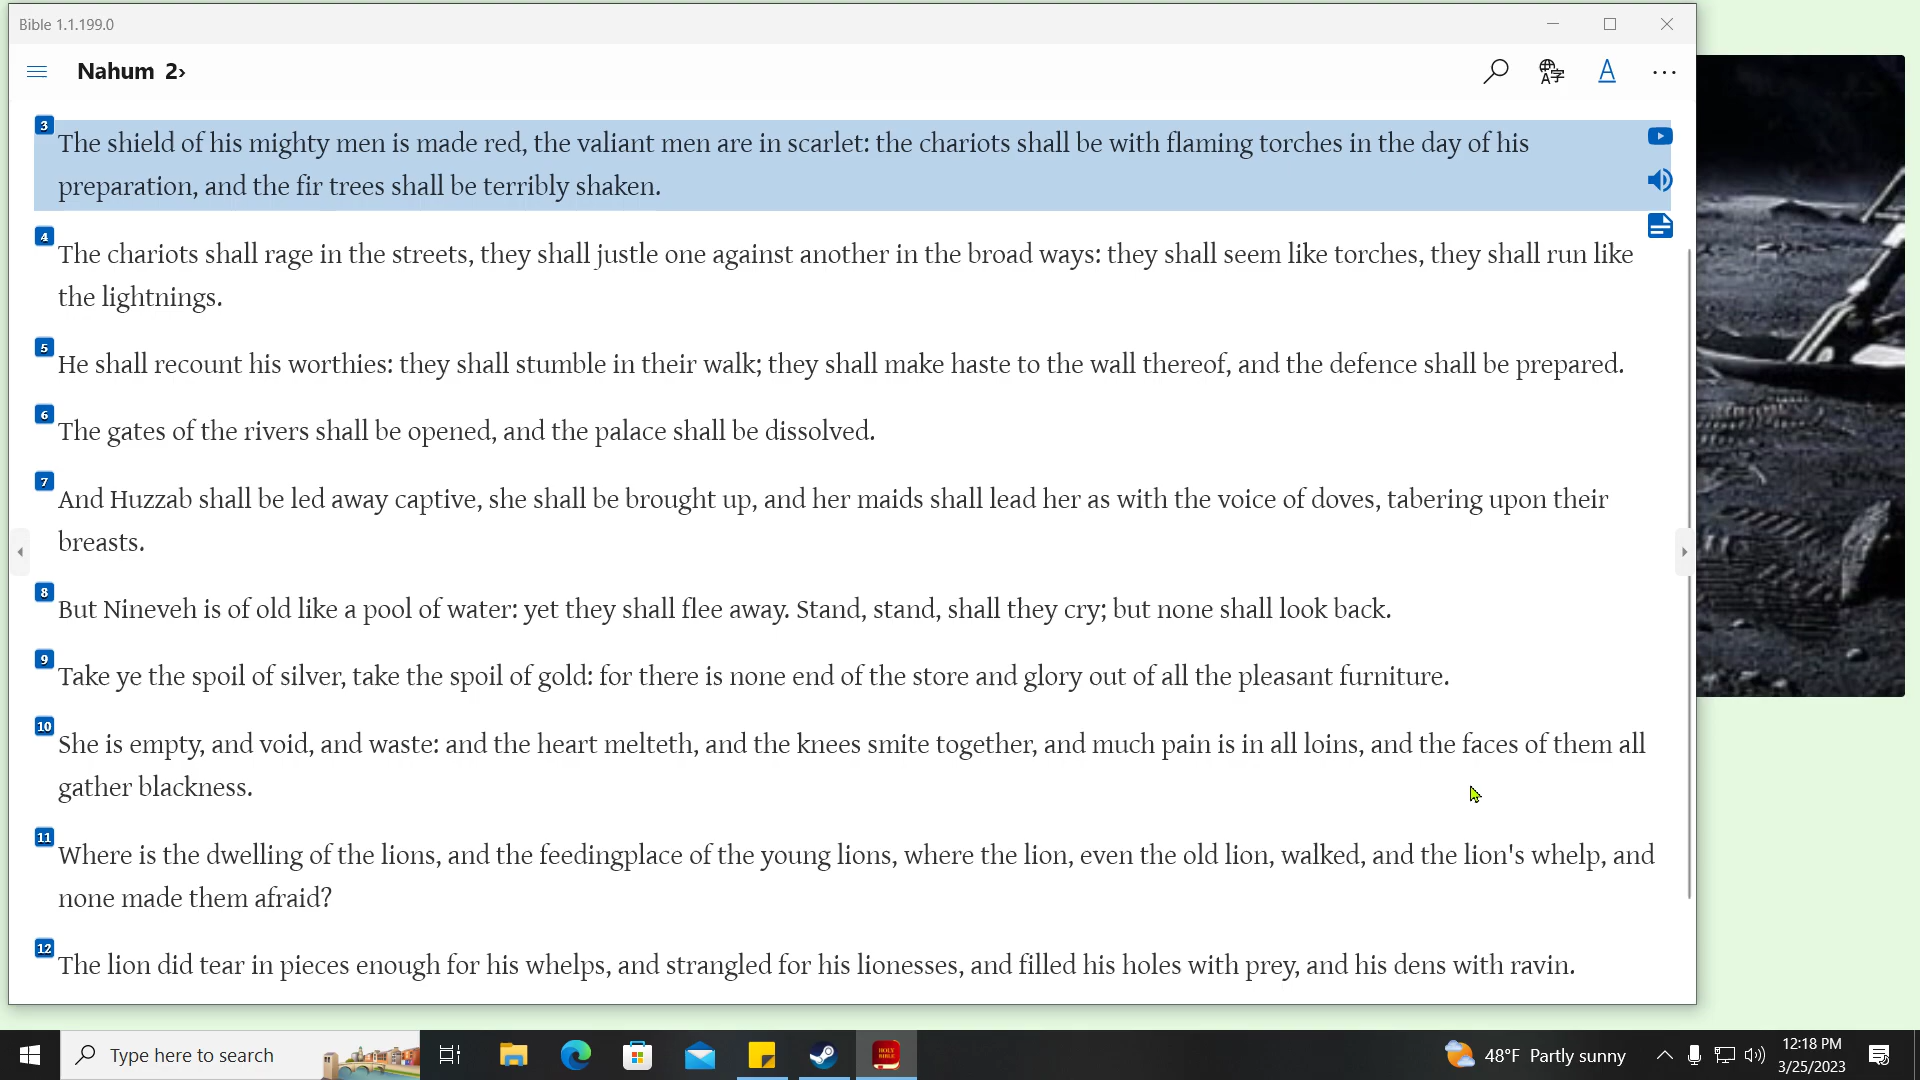 Bible 1.1.199.0
Nahum 2›
3 The shield of his mighty men is made red, the valiant men are in scarlet: the chariots shall be with flaming torches in the day of his
preparation, and the fir trees shall be terribly shaken.
4 The chariots shall rage in the streets, they shall justle one against another in the broad ways: they shall seem like torches, they shall run like
the lightnings.
5 He shall recount his worthies: they shall stumble in their walk; they shall make haste to the wall thereof, and the defence shall be prepared.
6 The gates of the rivers shall be opened, and the palace shall be dissolved.
7 And Huzzab shall be led away captive, she shall be brought up, and her maids shall lead her as with the voice of doves, tabering upon their
breasts.
8 But Nineveh is of old like a pool of water: yet they shall flee away. Stand, stand, shall they cry; but none shall look back.
9 Take ye the spoil of silver, take the spoil of gold: for there is none end of the store and glory out of all the pleasant furniture.
10 She is empty, and void, and waste: and the heart melteth, and the knees smite together, and much pain is in all loins, and the faces of them all
gather blackness.
11 Where is the dwelling of the lions, and the feedingplace of the young lions, where the lion, even the old lion, walked, and the lion's whelp, and
none made them afraid?
12 The lion did tear in pieces enough for his whelps, and strangled for his lionesses, and filled his holes with prey, and his dens with ravin.
Type here to search
HOLY
BIBLE
48°F Partly sunny
12:18 PM
3/25/2023